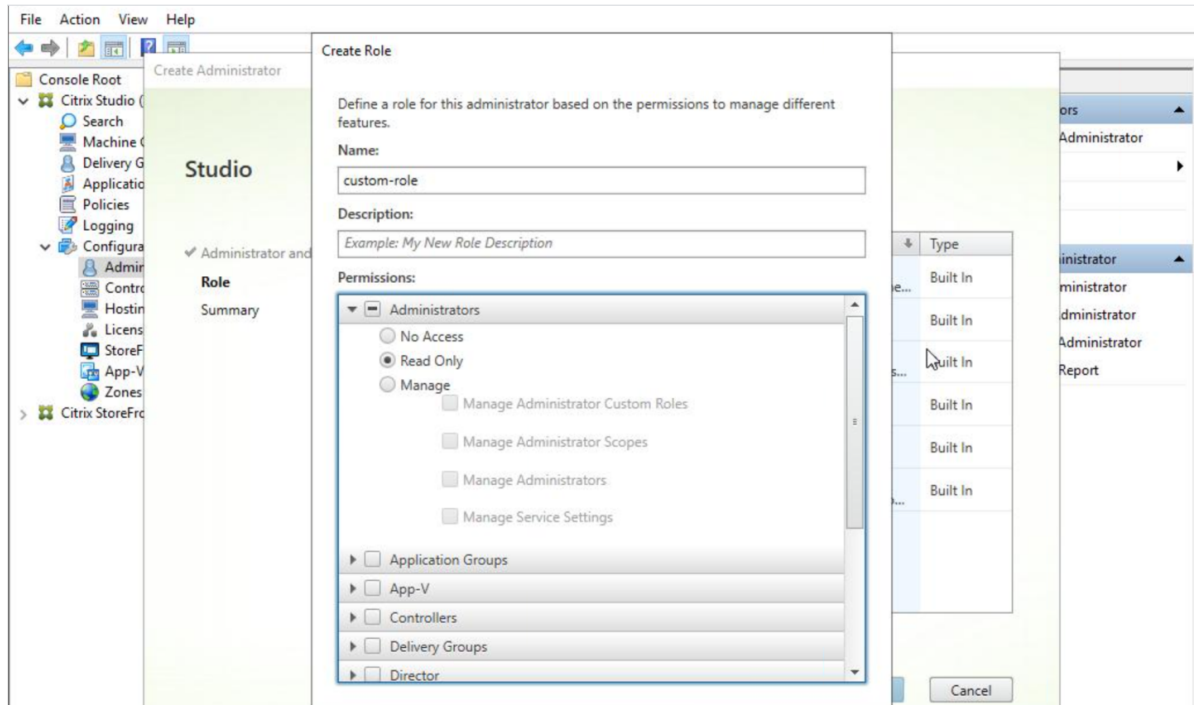 File Action View Help
Create Role
Console Root
Create Administrator
Citrix Studio (
Search
Machine
Delivery G
Applicatio
Policies
Logging
Configura
Admir
Contro
Hostin
Licens
StoreF
App-V
Zones
Citrix StoreFro
Studio
Administrator and
Role
Summary
Define a role for this administrator based on the permissions to manage different
features.
Name:
custom-role
Description:
Example: My New Role Description
Permissions:
Administrators
No Access
Read Only
Manage
Manage Administrator Custom Roles
Manage Administrator Scopes
Manage Administrators
Manage Service Settings
Application Groups
App-V
Controllers
Delivery Groups
Director
Type
e... Built In
Built In
s... Built In
Built In
Built In
Built In
Cancel
ors
Administrator
inistrator
ministrator
dministrator
Administrator
Report